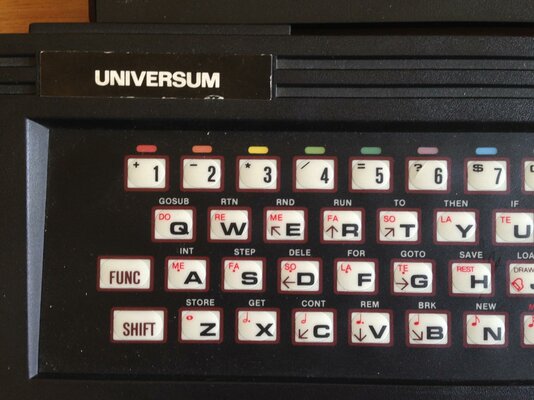 UNIVERSUM
+ 1 - 2 * 3 / 4 = 5 ? 6 $ 7
GOSUB RTN RND RUN TO THEN IF
DO Q RE W ME E FA R SO T LA Y TE U
INT STEP DELE FOR GOTO SAVE LOA
FUNC ME A FA S SO D LA F TE G REST H DRAW J
STORE GET CONT REM BRK NEW
SHIFT Z X C V B N